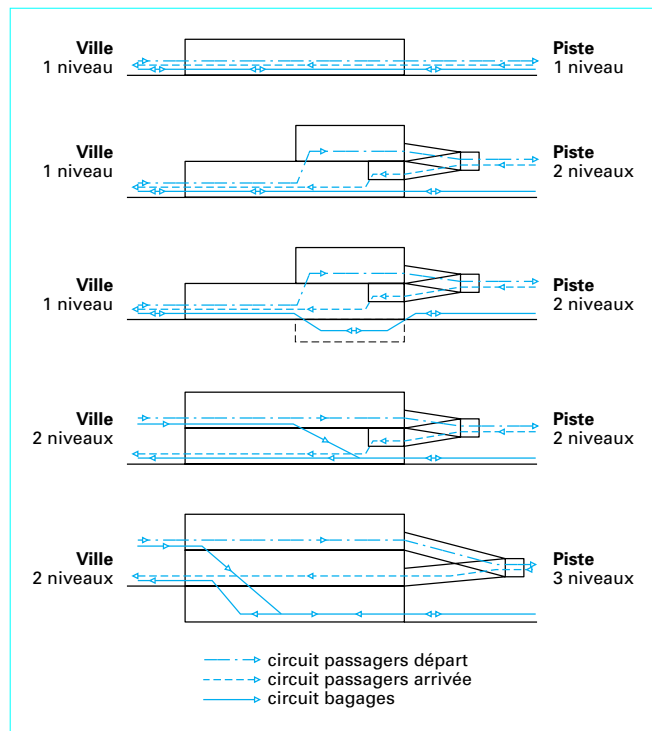 Ville
1 niveau
Piste
1 niveau
Ville
1 niveau
Piste
2 niveaux
Ville
1 niveau
Piste
2 niveaux
Ville
2 niveaux
Piste
2 niveaux
Ville
2 niveaux
Piste
3 niveaux
circuit passagers départ
circuit passagers arrivée
circuit bagages